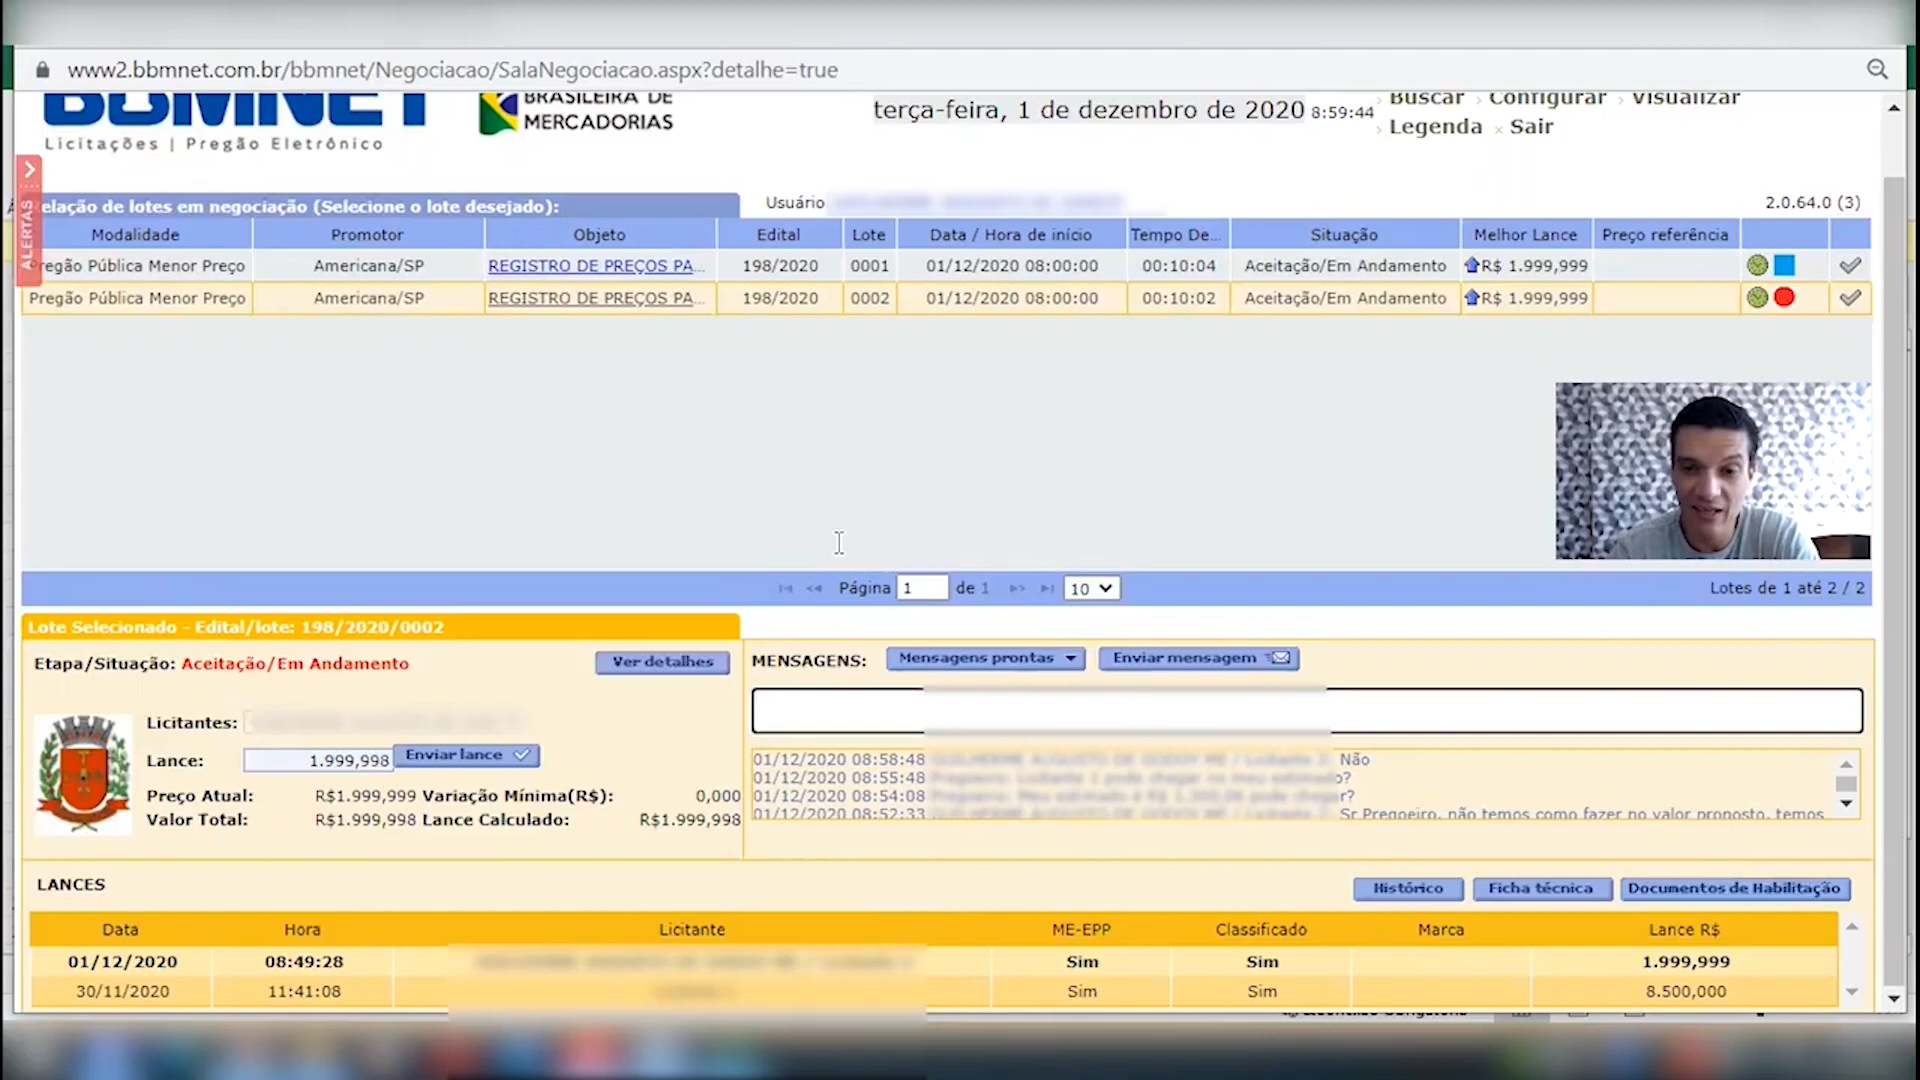 www2.bbmnet.com.br/bbmnet/Negociacao/SalaNegociacao.aspx?detalhe=true
BBMNET
Licitações | Pregão Eletrônico
BRASILEIRA DE
MERCADORIAS
terça-feira, 1 de dezembro de 2020 8:59:44
Buscar Configurar Visualizar
Legenda Sair
ALERTAS
elação de lotes em negociação (Selecione o lote desejado):
Usuário
2.0.64.0 (3)
Modalidade Promotor Objeto Edital Lote Data / Hora de início Tempo De... Situação Melhor Lance Preço referência
Pregão Pública Menor Preço Americana/SP REGISTRO DE PREÇOS PA... 198/2020 0001 01/12/2020 08:00:00 00:10:04 Aceitação/Em Andamento R$ 1.999,999
Pregão Pública Menor Preço Americana/SP REGISTRO DE PREÇOS PA... 198/2020 0002 01/12/2020 08:00:00 00:10:02 Aceitação/Em Andamento R$ 1.999,999
Página 1 de 1 10 Lotes de 1 até 2 / 2
Lote Selecionado - Edital/lote: 198/2020/0002
Etapa/Situação: Aceitação/Em Andamento Ver detalhes
MENSAGENS: Mensagens prontas Enviar mensagem
Licitantes:
Lance: 1.999,998 Enviar lance
Preço Atual: R$1.999,999 Variação Mínima(R$): 0,000
Valor Total: R$1.999,998 Lance Calculado: R$1.999,998
01/12/2020 08:58:48 Não
01/12/2020 08:55:48 ?
01/12/2020 08:54:08 r?
01/12/2020 08:52:33 Sr Pregoeiro, não temos como fazer no valor proposto, temos
LANCES
Histórico Ficha técnica Documentos de Habilitação
Data Hora Licitante ME-EPP Classificado Marca Lance R$
01/12/2020 08:49:28 Sim Sim 1.999,999
30/11/2020 11:41:08 Sim Sim 8.500,000